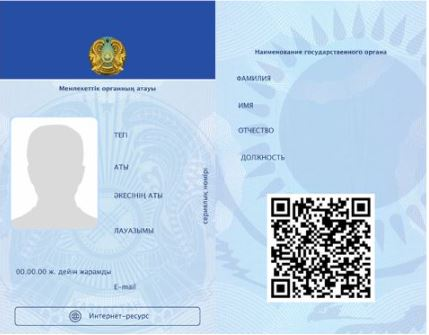 Мемлекеттік органның атауы
ТЕГІ
АТЫ
ӘКЕСІНІҢ АТЫ
ЛАУАЗЫМЫ
сериялық нөмірі
00.00.00 ж. дейін жарамды
E-mail
Интернет-ресурс
Наименование государственного органа
ФАМИЛИЯ
ИМЯ
ОТЧЕСТВО
ДОЛЖНОСТЬ